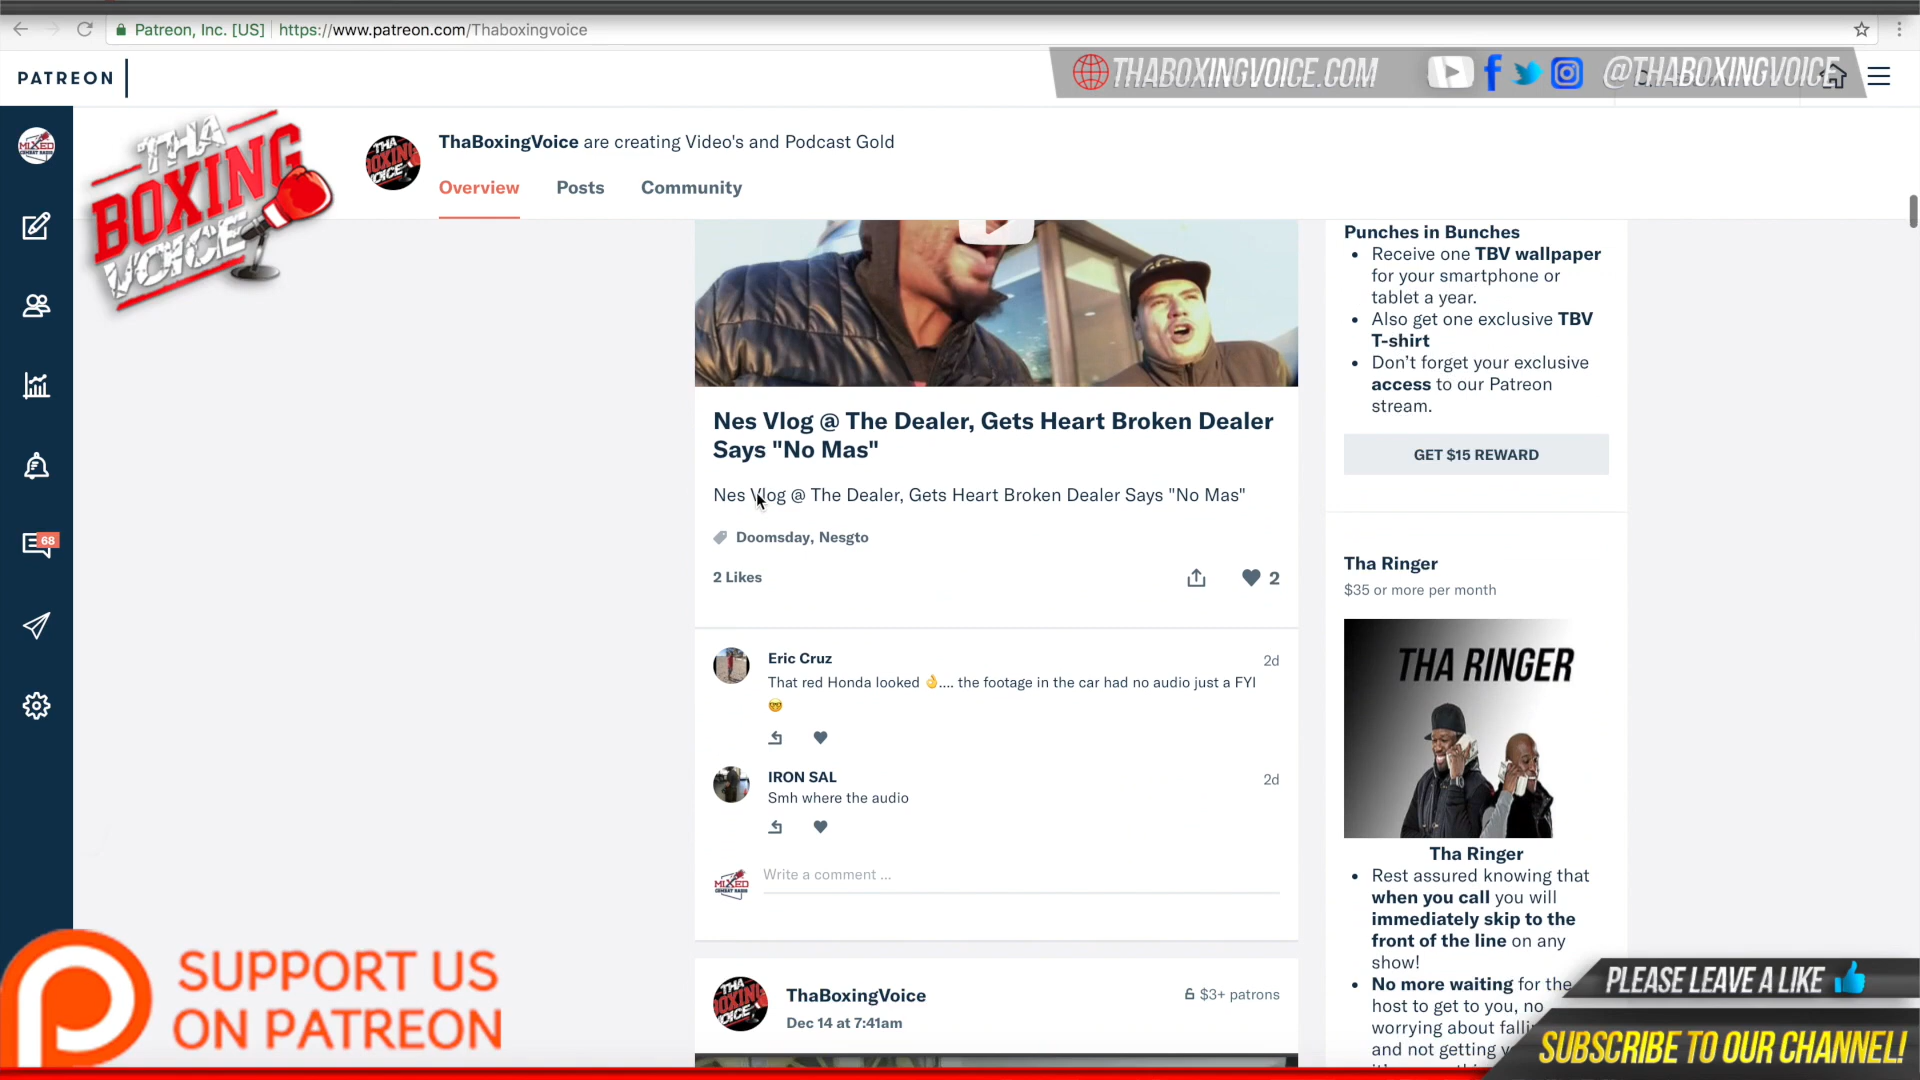 Patreon, Inc. [US] https://www.patreon.com/Thaboxingvoice
PATREON
THABOXINGVOICE.COM
@THABOXINGVOICE
THA BOXING VOICE
MIXED
ThaBoxingVoice are creating Video's and Podcast Gold
Overview Posts Community
Nes Vlog @ The Dealer, Gets Heart Broken Dealer
Says "No Mas"
Nes Vlog @ The Dealer, Gets Heart Broken Dealer Says "No Mas"
Doomsday, Nesgto
2 Likes
2
Eric Cruz
2d
That red Honda looked 👌.... the footage in the car had no audio just a FYI
🤓
IRON SAL
2d
Smh where the audio
Write a comment ...
ThaBoxingVoice
$3+ patrons
Dec 14 at 7:41am
68
Punches in Bunches
Receive one TBV wallpaper
for your smartphone or
tablet a year.
Also get one exclusive TBV
T-shirt
Don't forget your exclusive
access to our Patreon
stream.
GET $15 REWARD
Tha Ringer
$35 or more per month
THA RINGER
Tha Ringer
Rest assured knowing that
when you call you will
immediately skip to the
front of the line on any
show!
No more waiting for the
host to get to you, no
worrying about
and not getting
SUPPORT US
ON PATREON
PLEASE LEAVE A LIKE
SUBSCRIBE TO OUR CHANNEL!